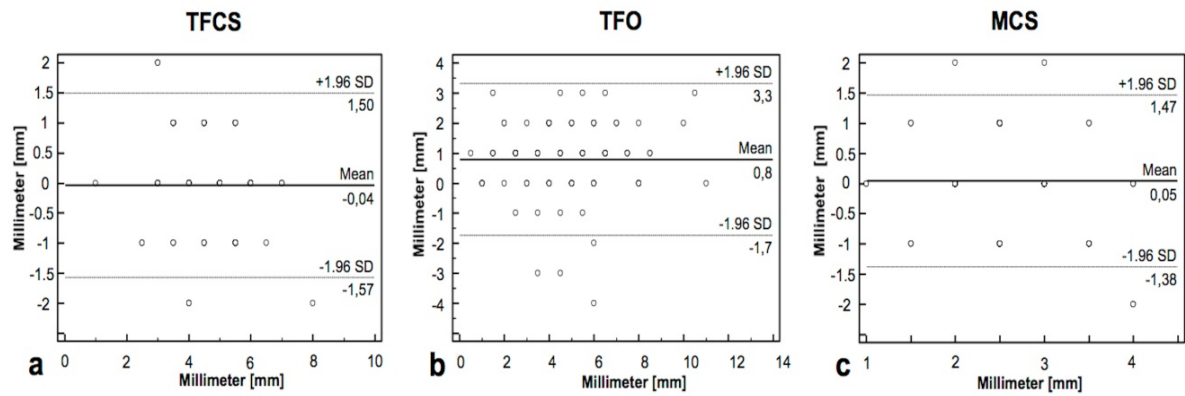 TFCS
2
1.5
1
0.5
0
-0.5
-1
-1.5
-2
Millimeter [mm]
+1.96 SD
1,50
Mean
-0,04
-1.96 SD
-1,57
0 2 4 6 8 10
Millimeter [mm]
a
TFO
4
3
2
1
0
-1
-2
-3
-4
Millimeter [mm]
+1.96 SD
3,3
Mean
0,8
-1.96 SD
-1,7
0 2 4 6 8 10 12 14
Millimeter [mm]
b
MCS
2
1.5
1
0.5
0
-0.5
-1
-1.5
-2
Millimeter [mm]
+1.96 SD
1,47
Mean
0,05
-1.96 SD
-1,38
1 2 3 4
Millimeter [mm]
c